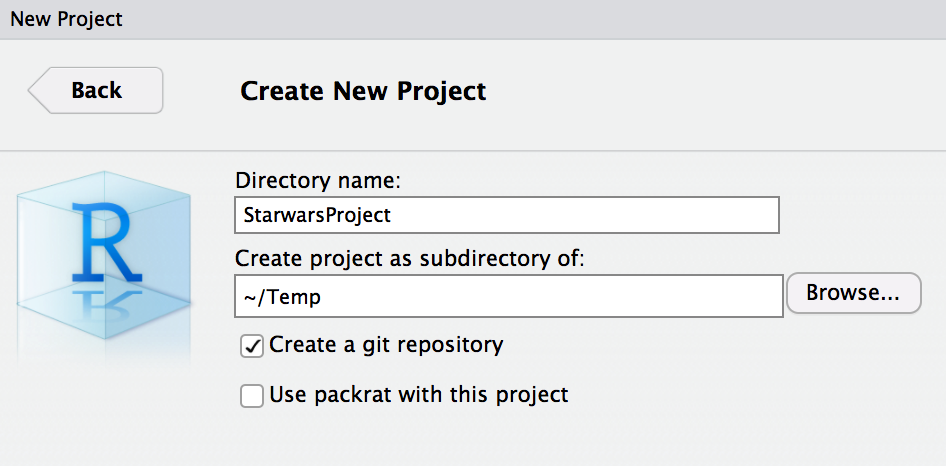 New Project
Back
Create New Project
R
Directory name:
StarwarsProject
Create project as subdirectory of:
~/Temp
Browse...
Create a git repository
Use packrat with this project